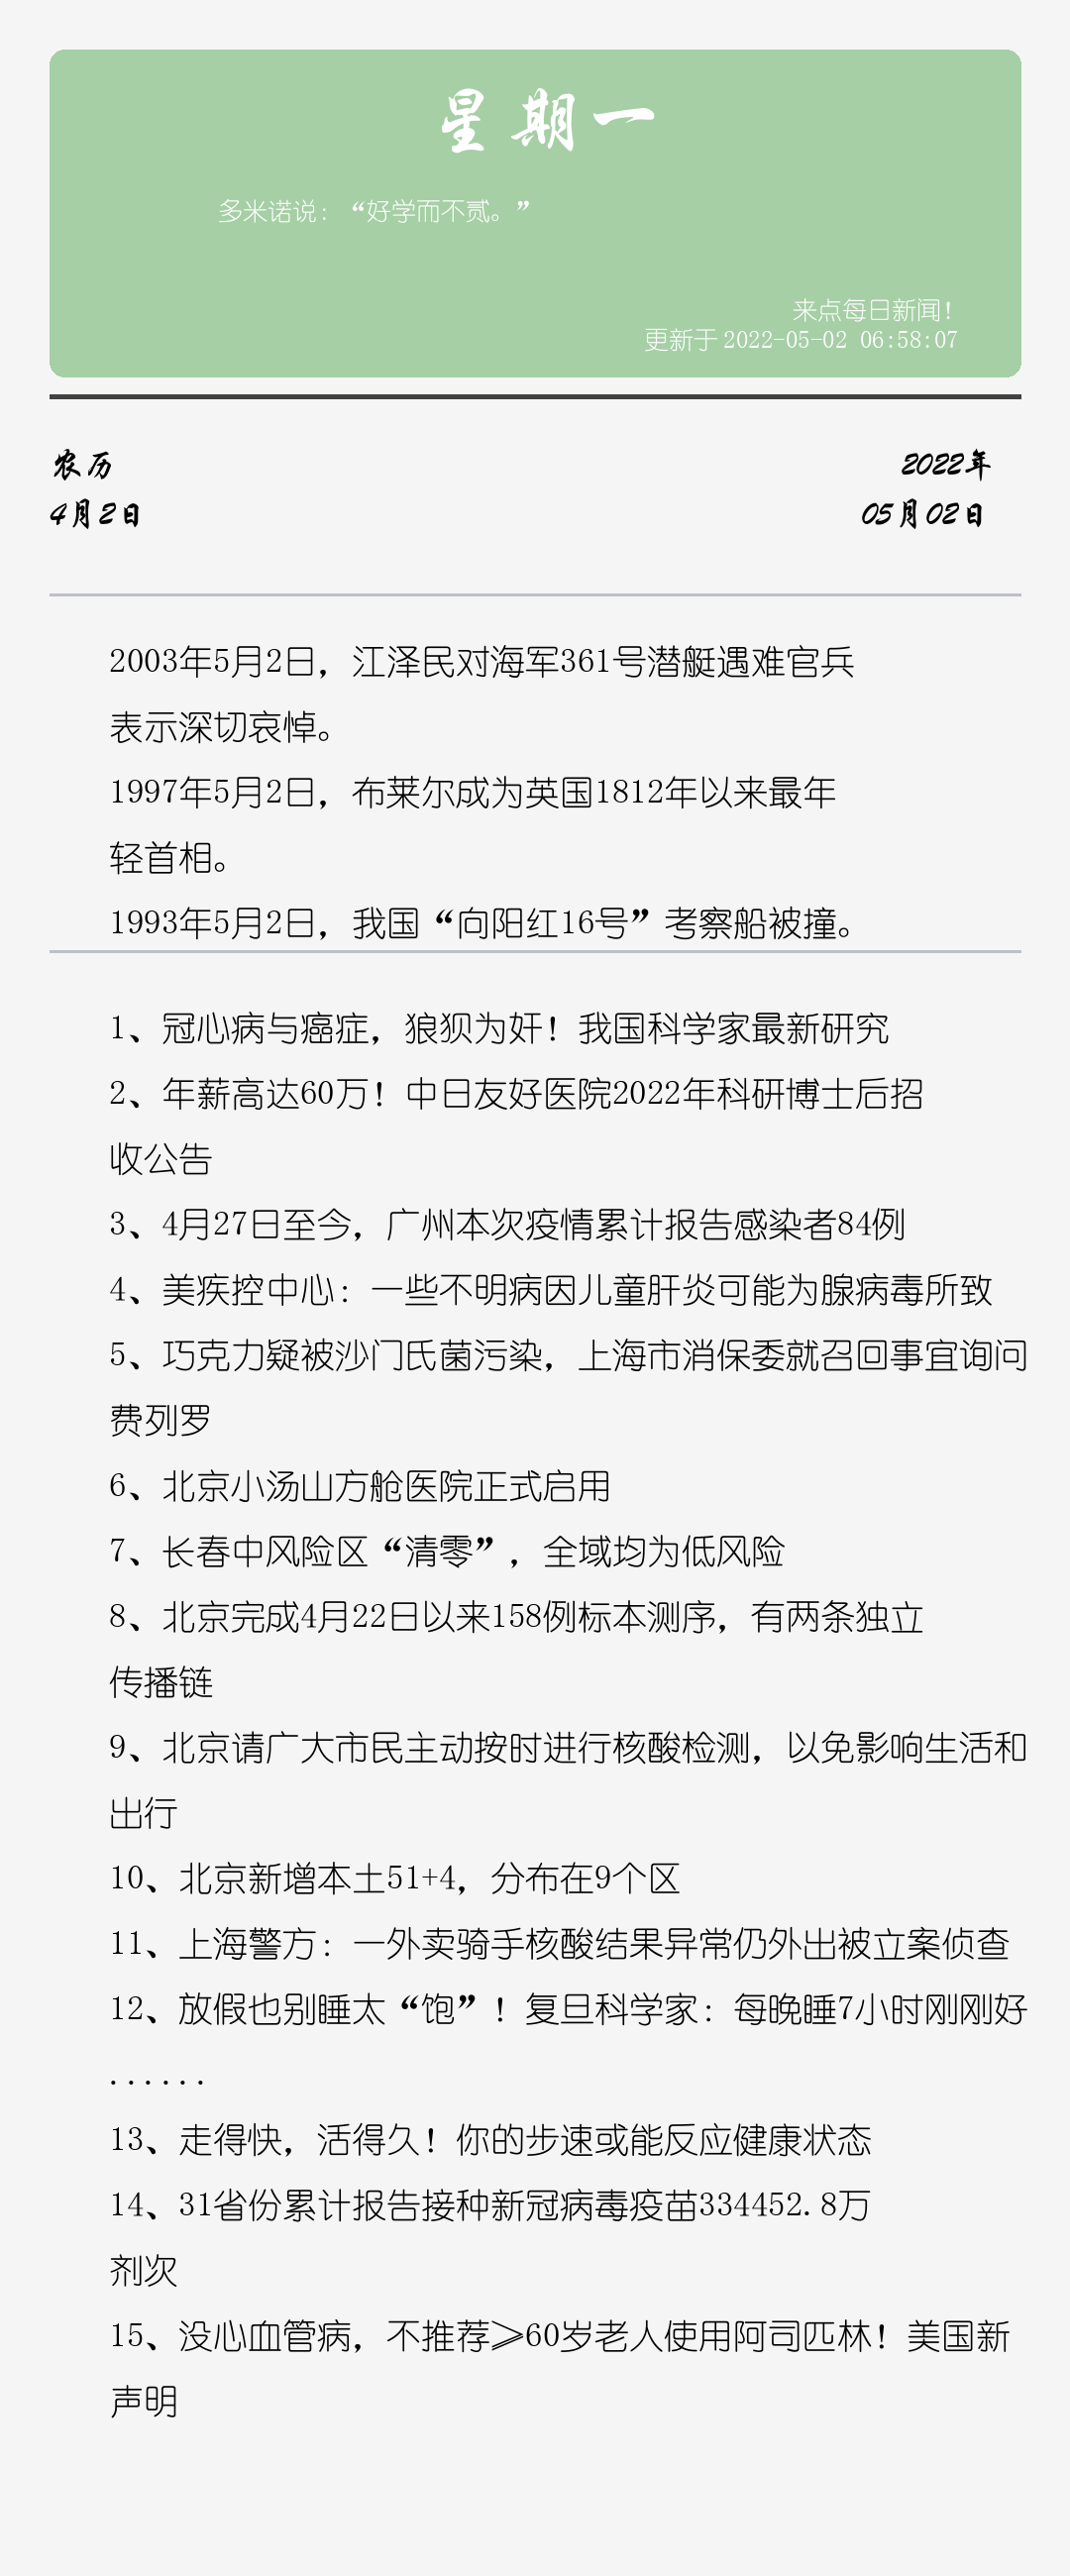 星期一
多米诺说：“好学而不贰。”
来点每日新闻！
更新于 2022-05-02 06:58:07
农历
2022年
4月2日
05月02日
2003年5月2日，江泽民对海军361号潜艇遇难官兵
表示深切哀悼。
1997年5月2日，布莱尔成为英国1812年以来最年
轻首相。
1993年5月2日，我国“向阳红16号”考察船被撞。
1、冠心病与癌症，狼狈为奸！我国科学家最新研究
2、年薪高达60万！中日友好医院2022年科研博士后招
收公告
3、4月27日至今，广州本次疫情累计报告感染者84例
4、美疾控中心：一些不明病因儿童肝炎可能为腺病毒所致
5、巧克力疑被沙门氏菌污染，上海市消保委就召回事宜询问
费列罗
6、北京小汤山方舱医院正式启用
7、长春中风险区“清零”，全域均为低风险
8、北京完成4月22日以来158例标本测序，有两条独立
传播链
9、北京请广大市民主动按时进行核酸检测，以免影响生活和
出行
10、北京新增本土51+4，分布在9个区
11、上海警方：一外卖骑手核酸结果异常仍外出被立案侦查
12、放假也别睡太“饱”！复旦科学家：每晚睡7小时刚刚好
......
13、走得快，活得久！你的步速或能反应健康状态
14、31省份累计报告接种新冠病毒疫苗334452.8万
剂次
15、没心血管病，不推荐≥60岁老人使用阿司匹林！美国新
声明